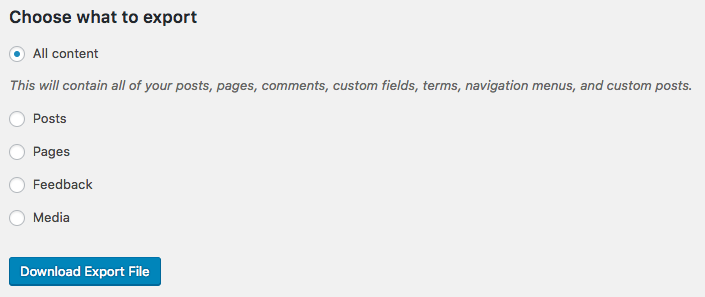 Choose what to export
All content
This will contain all of your posts, pages, comments, custom fields, terms, navigation menus, and custom posts.
Posts
Pages
Feedback
Media
Download Export File